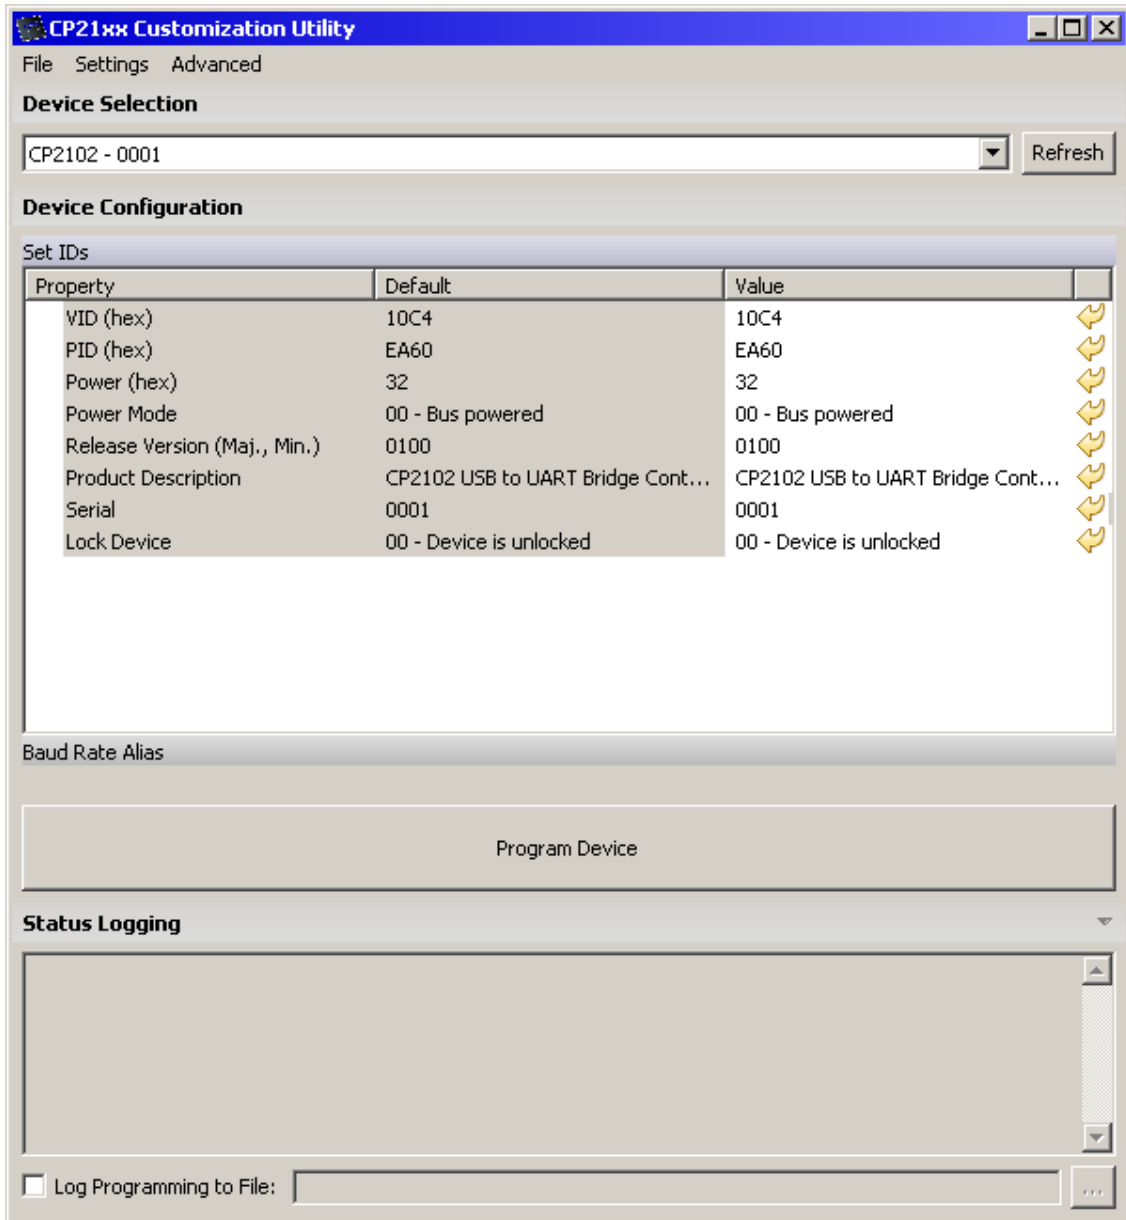 CP21xx Customization Utility
File Settings Advanced
Device Selection
CP2102 - 0001 Refresh
Device Configuration
Set IDs
Property Default Value
VID (hex) 10C4 10C4
PID (hex) EA60 EA60
Power (hex) 32 32
Power Mode 00 - Bus powered 00 - Bus powered
Release Version (Maj., Min.) 0100 0100
Product Description CP2102 USB to UART Bridge Cont... CP2102 USB to UART Bridge Cont...
Serial 0001 0001
Lock Device 00 - Device is unlocked 00 - Device is unlocked
Baud Rate Alias
Program Device
Status Logging
Log Programming to File: ...